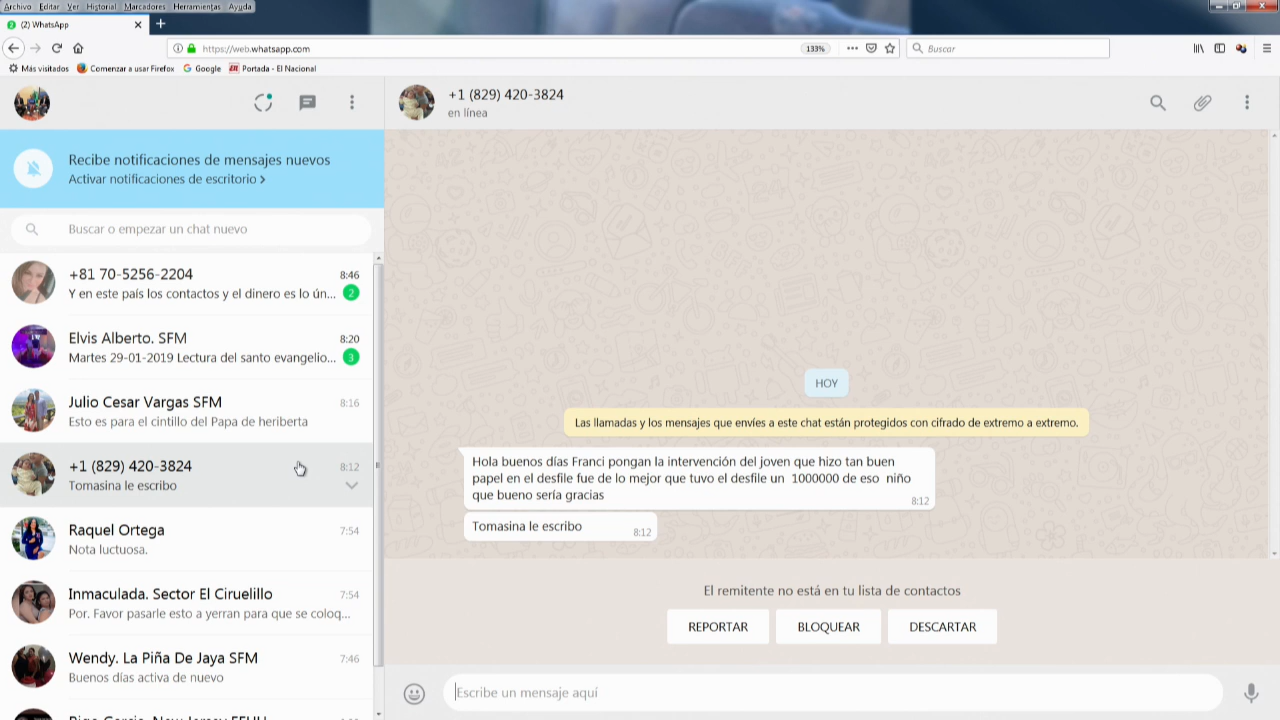 Archivo Editar Ver Historial Marcadores Herramientas Ayuda
(2) WhatsApp
https://web.whatsapp.com
133%
Buscar
Más visitados Comenzar a usar Firefox Google Portada - El Nacional
+1 (829) 420-3824
en línea
Recibe notificaciones de mensajes nuevos
Activar notificaciones de escritorio >
Buscar o empezar un chat nuevo
+81 70-5256-2204 8:46
Y en este país los contactos y el dinero es lo ún... 2
Elvis Alberto. SFM 8:20
Martes 29-01-2019 Lectura del santo evangelio... 3
Julio Cesar Vargas SFM 8:16
Esto es para el cintillo del Papa de heriberta
+1 (829) 420-3824 8:12
Tomasina le escribo
Raquel Ortega 7:54
Nota luctuosa.
Inmaculada. Sector El Ciruelillo 7:54
Por. Favor pasarle esto a yerran para que se coloq...
Wendy. La Piña De Jaya SFM 7:46
Buenos días activa de nuevo
HOY
Las llamadas y los mensajes que envíes a este chat están protegidos con cifrado de extremo a extremo.
Hola buenos días Franci pongan la intervención del joven que hizo tan buen
papel en el desfile fue de lo mejor que tuvo el desfile un 1000000 de eso niño
que bueno sería gracias 8:12
Tomasina le escribo 8:12
El remitente no está en tu lista de contactos
REPORTAR BLOQUEAR DESCARTAR
Escribe un mensaje aquí